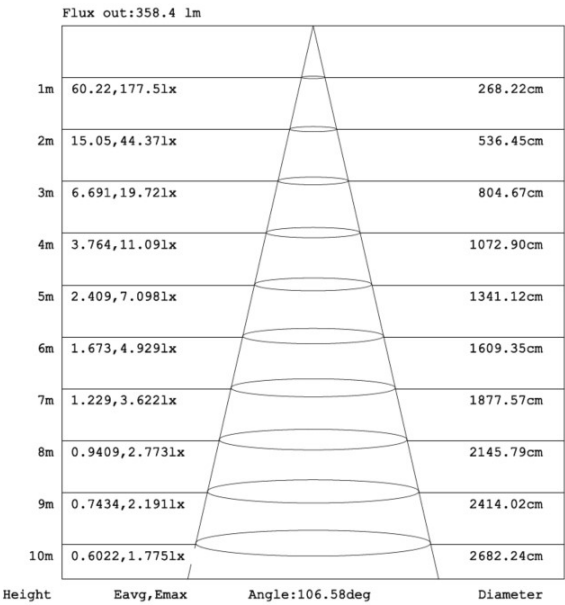 Flux out:358.4 lm
1m 60.22,177.5lx 268.22cm
2m 15.05,44.37lx 536.45cm
3m 6.691,19.72lx 804.67cm
4m 3.764,11.09lx 1072.90cm
5m 2.409,7.098lx 1341.12cm
6m 1.673,4.929lx 1609.35cm
7m 1.229,3.622lx 1877.57cm
8m 0.9409,2.773lx 2145.79cm
9m 0.7434,2.191lx 2414.02cm
10m 0.6022,1.775lx 2682.24cm
Height Eavg,Emax Angle:106.58deg Diameter